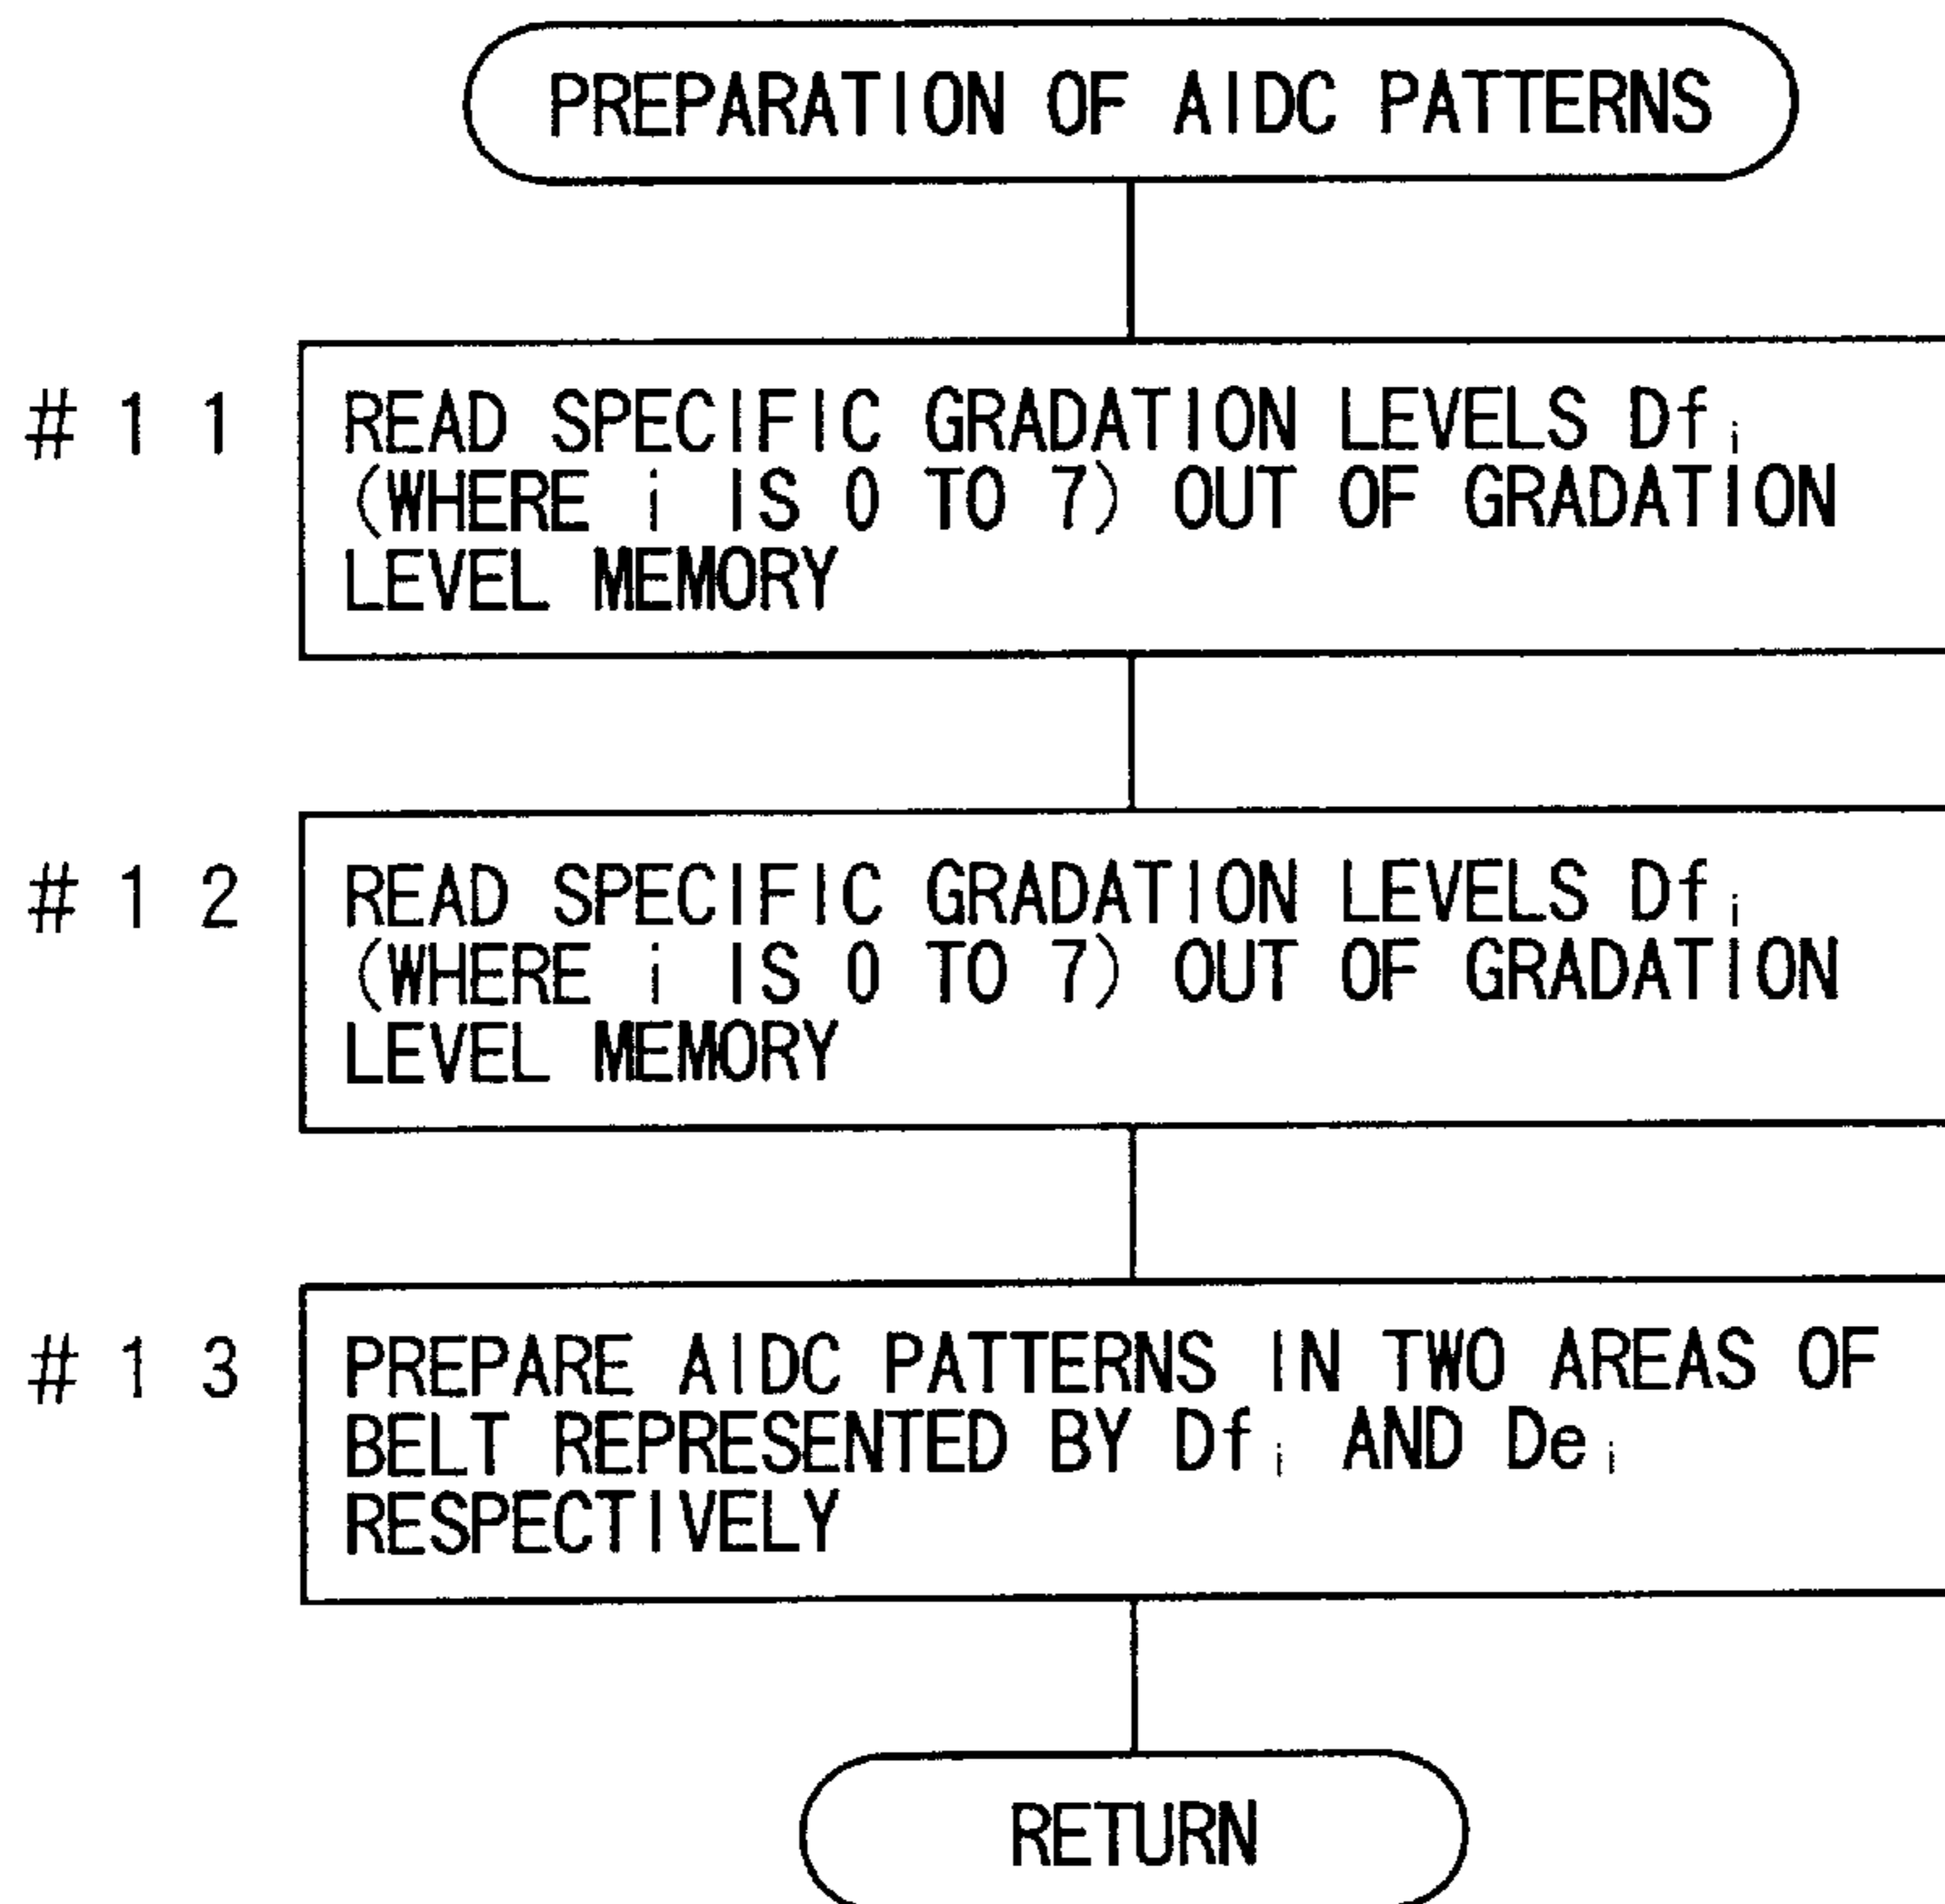 PREPARATION OF AIDC PATTERNS
#11 READ SPECIFIC GRADATION LEVELS Dfi
(WHERE i IS 0 TO 7) OUT OF GRADATION
LEVEL MEMORY
#12 READ SPECIFIC GRADATION LEVELS Dfi
(WHERE i IS 0 TO 7) OUT OF GRADATION
LEVEL MEMORY
#13 PREPARE AIDC PATTERNS IN TWO AREAS OF
BELT REPRESENTED BY Dfi AND Dei
RESPECTIVELY
RETURN